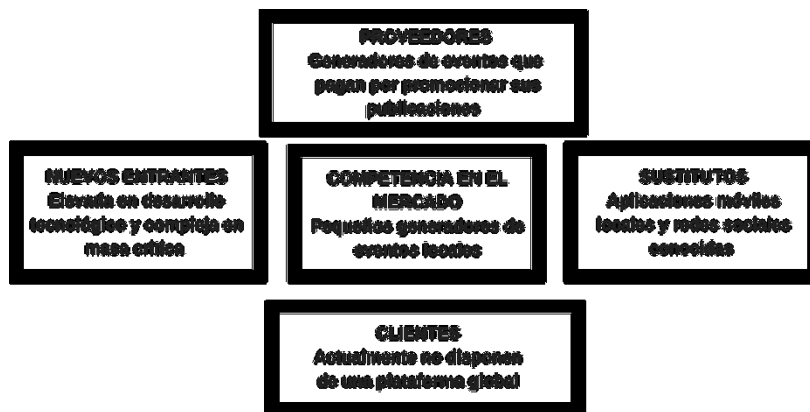 PROVEEDORES
Generadores de eventos que
pagan por promocionar sus
publicaciones
NUEVOS ENTRANTES
Elevada en desarrollo
tecnológico y compleja en
masa crítica
COMPETENCIA EN EL
MERCADO
Pequeños generadores de
eventos locales
SUSTITUTOS
Aplicaciones móviles
locales y redes sociales
conocidas
CLIENTES
Actualmente no disponen
de una plataforma global